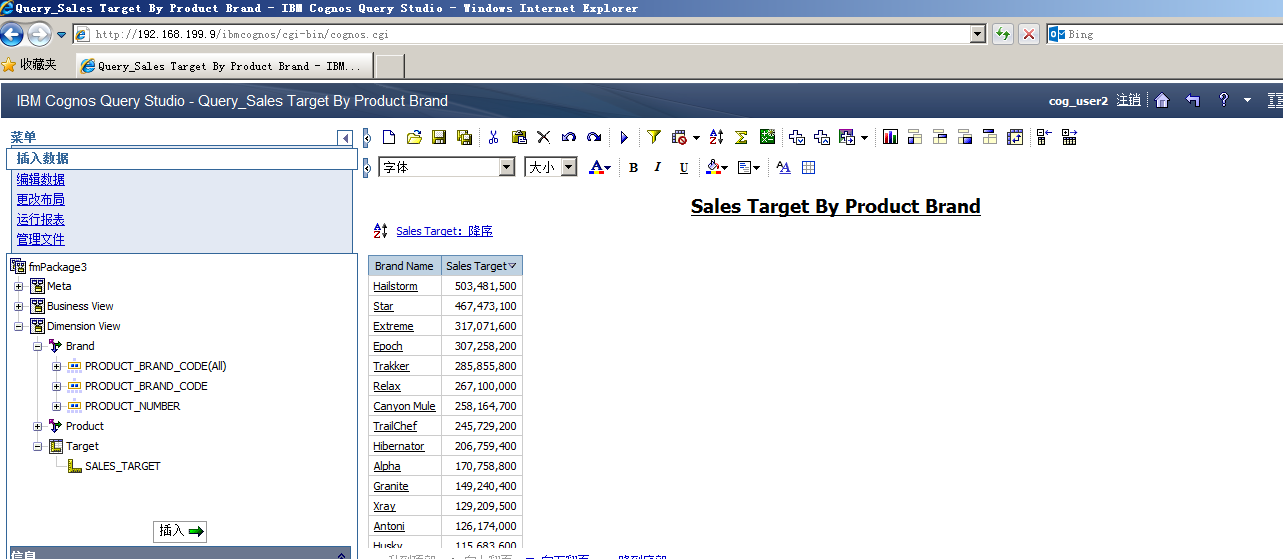 Query_Sales Target By Product Brand - IBM Cognos Query Studio - Windows Internet Explorer
http://192.168.199.9/ibmcognos/cgi-bin/cognos.cgi
Bing
收藏夹
Query_Sales Target By Product Brand - IBM...
IBM Cognos Query Studio - Query_Sales Target By Product Brand
cog_user2 注销 ?
菜单
插入数据
编辑数据
更改布局
运行报表
管理文件
字体 大小 A B I U
fmPackage3
Meta
Business View
Dimension View
Brand
PRODUCT_BRAND_CODE(All)
PRODUCT_BRAND_CODE
PRODUCT_NUMBER
Product
Target
SALES_TARGET
插入
信息
Sales Target By Product Brand
Sales Target: 降序
Brand Name Sales Target
Hailstorm 503,481,500
Star 467,473,100
Extreme 317,071,600
Epoch 307,258,200
Trakker 285,855,800
Relax 267,100,000
Canyon Mule 258,164,700
TrailChef 245,729,200
Hibernator 206,759,400
Alpha 170,758,800
Granite 149,240,400
Xray 129,209,500
Antoni 126,174,000
Husky 115,683,600